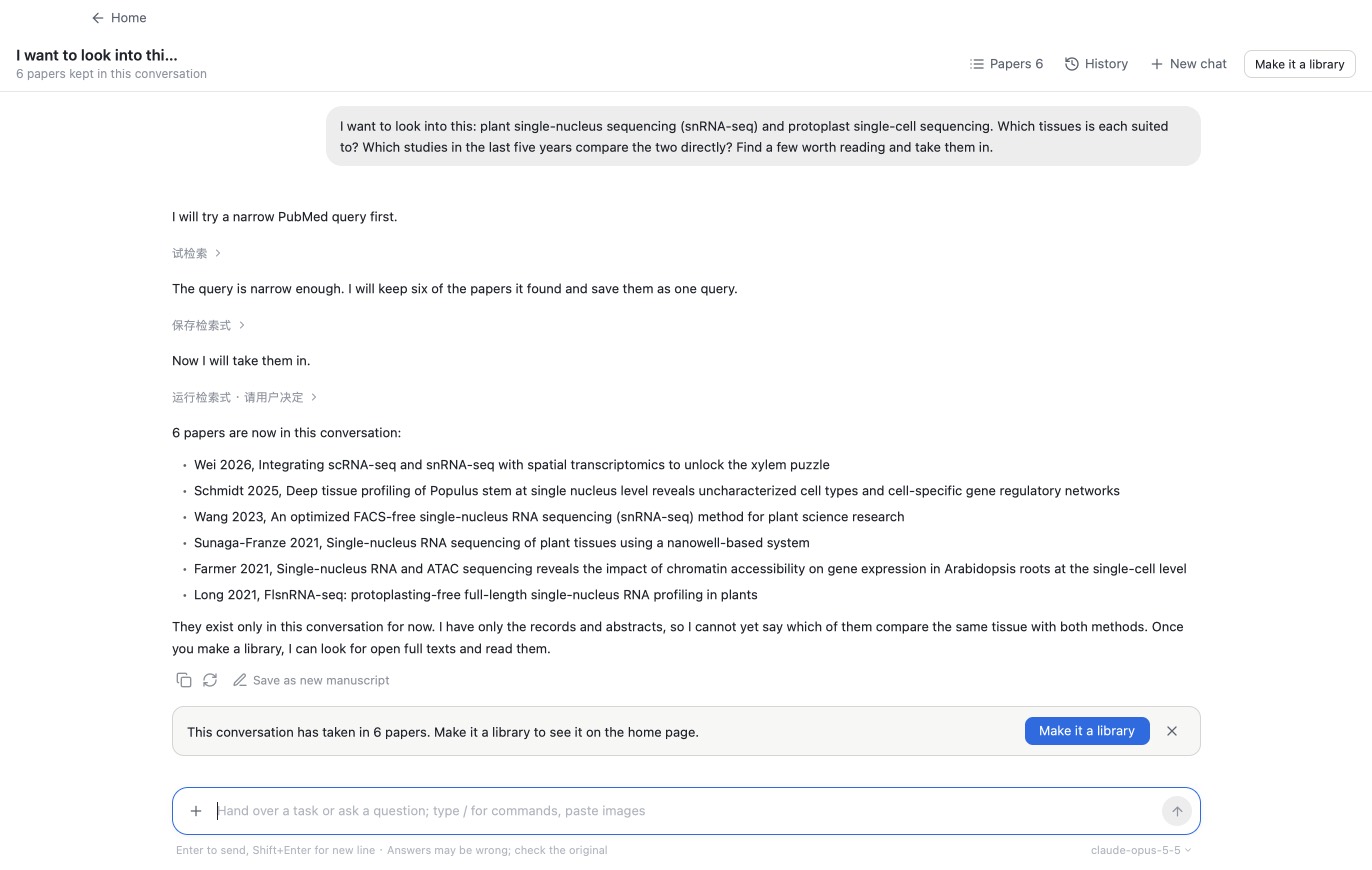 Home
I want to look into thi...
6 papers kept in this conversation
Papers 6
History
New chat
Make it a library
I want to look into this: plant single-nucleus sequencing (snRNA-seq) and protoplast single-cell sequencing. Which tissues is each suited
to? Which studies in the last five years compare the two directly? Find a few worth reading and take them in.
I will try a narrow PubMed query first.
试检索
The query is narrow enough. I will keep six of the papers it found and save them as one query.
保存检索式
Now I will take them in.
运行检索式 · 请用户决定
6 papers are now in this conversation:
• Wei 2026, Integrating scRNA-seq and snRNA-seq with spatial transcriptomics to unlock the xylem puzzle
• Schmidt 2025, Deep tissue profiling of Populus stem at single nucleus level reveals uncharacterized cell types and cell-specific gene regulatory networks
• Wang 2023, An optimized FACS-free single-nucleus RNA sequencing (snRNA-seq) method for plant science research
• Sunaga-Franze 2021, Single-nucleus RNA sequencing of plant tissues using a nanowell-based system
• Farmer 2021, Single-nucleus RNA and ATAC sequencing reveals the impact of chromatin accessibility on gene expression in Arabidopsis roots at the single-cell level
• Long 2021, FlsnRNA-seq: protoplasting-free full-length single-nucleus RNA profiling in plants
They exist only in this conversation for now. I have only the records and abstracts, so I cannot yet say which of them compare the same tissue with both methods. Once
you make a library, I can look for open full texts and read them.
Save as new manuscript
This conversation has taken in 6 papers. Make it a library to see it on the home page.
Make it a library
Hand over a task or ask a question; type / for commands, paste images
Enter to send, Shift+Enter for new line · Answers may be wrong; check the original
claude-opus-5-5